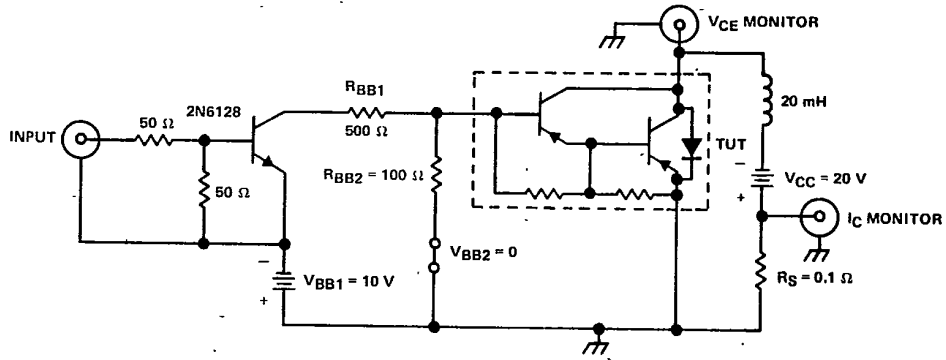 VCE MONITOR
RBB1
2N6128
20 mH
50 Ω
500 Ω
INPUT
TUT
RBB2 = 100 Ω
−
VCC = 20 V
50 Ω
+
IC MONITOR
VBB2 = 0
−
RS = 0.1 Ω
VBB1 = 10 V
+